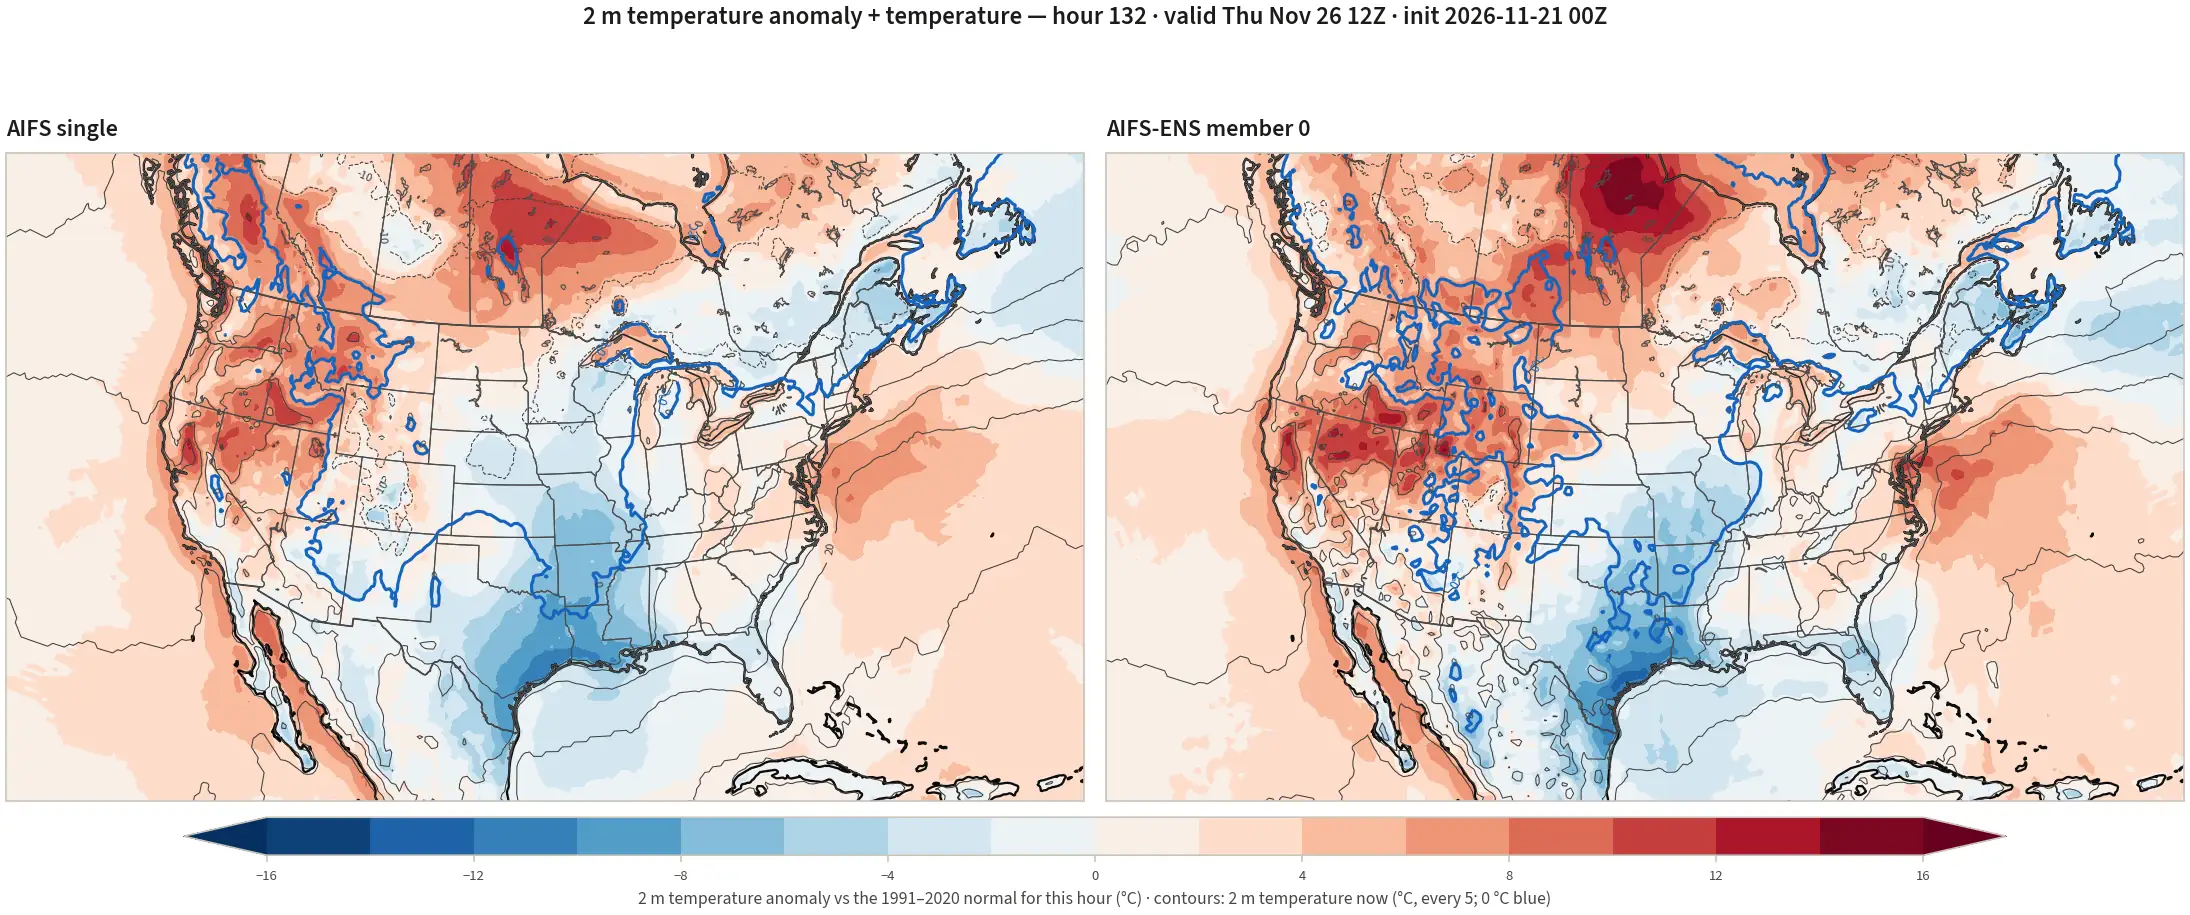 2 m temperature anomaly + temperature — hour 132 · valid Thu Nov 26 12Z · init 2026-11-21 00Z
AIFS single
AIFS-ENS member 0
−16 −12 −8 −4 0 4 8 12 16
2 m temperature anomaly vs the 1991–2020 normal for this hour (°C) · contours: 2 m temperature now (°C, every 5; 0 °C blue)